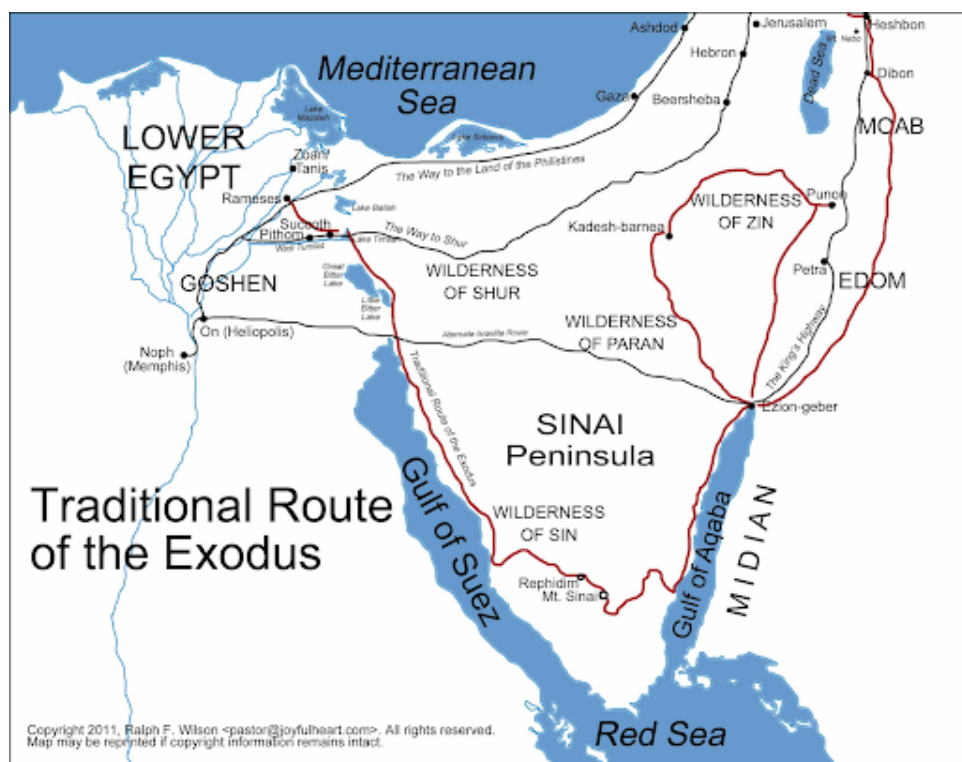 Ashdod
Jerusalem
Heshbon
Mt. Nebo
Mediterranean
Sea
Hebron
Dead Sea
Dibon
Gaza
Beersheba
Lake
LOWER
EGYPT
MOAB
Zoan/
Tanis
The Way to the Land of the Philistines
Rameses
Lake Ballah
WILDERNESS
OF ZIN
Punon
Succoth
Pithom
Lake Timsah
Wadi Tumilat
The Way to Shur
Kadesh-barnea
GOSHEN
Great
Bitter
Lake
Little
Bitter
Lake
WILDERNESS
OF SHUR
Petra
EDOM
On (Heliopolis)
Alternate Israelite Route
WILDERNESS
OF PARAN
The King's Highway
Noph
(Memphis)
Traditional Route of the Exodus
Ezion-geber
SINAI
Peninsula
Traditional Route
of the Exodus
Gulf of Suez
WILDERNESS
OF SIN
Gulf of Aqaba
MIDIAN
Rephidim
Mt. Sinai
Copyright 2011, Ralph F. Wilson <pastor@joyfulheart.com>. All rights reserved.
Map may be reprinted if copyright information remains intact.
Red Sea